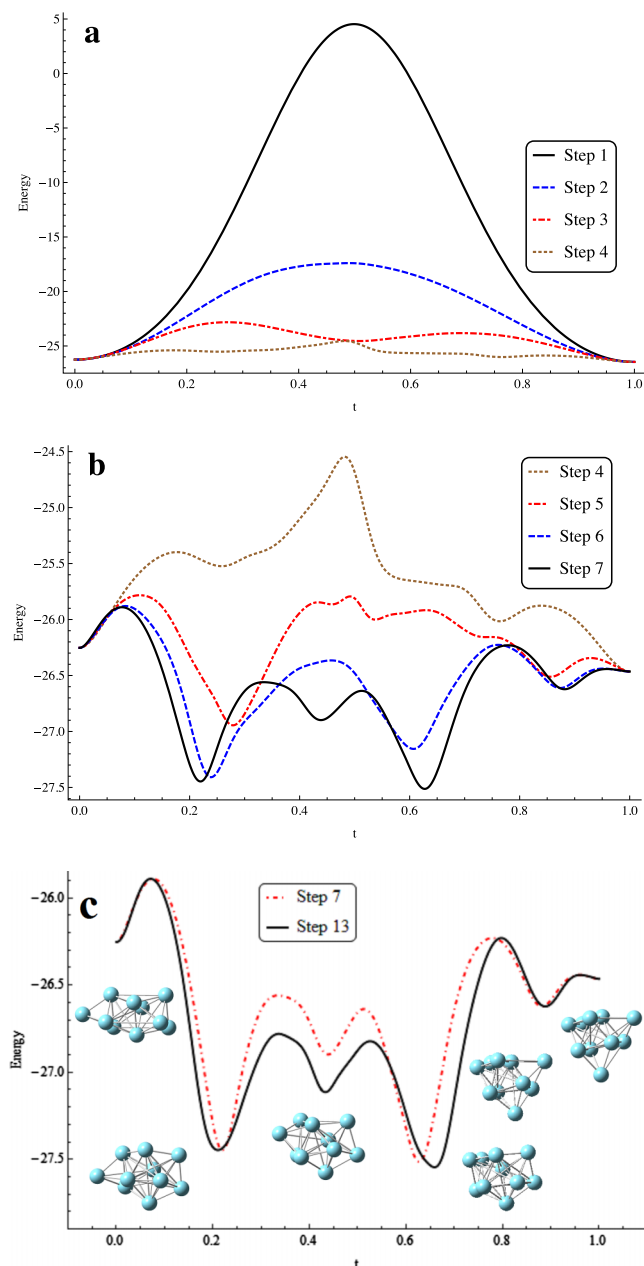 a
5
0
−5
−10
−15
−20
−25
Energy
Step 1
Step 2
Step 3
Step 4
0.0 0.2 0.4 0.6 0.8 1.0
t
b
−24.5
−25.0
−25.5
−26.0
−26.5
−27.0
−27.5
Energy
Step 4
Step 5
Step 6
Step 7
0.0 0.2 0.4 0.6 0.8 1.0
t
c
−26.0
−26.5
−27.0
−27.5
Energy
Step 7
Step 13
0.0 0.2 0.4 0.6 0.8 1.0
t